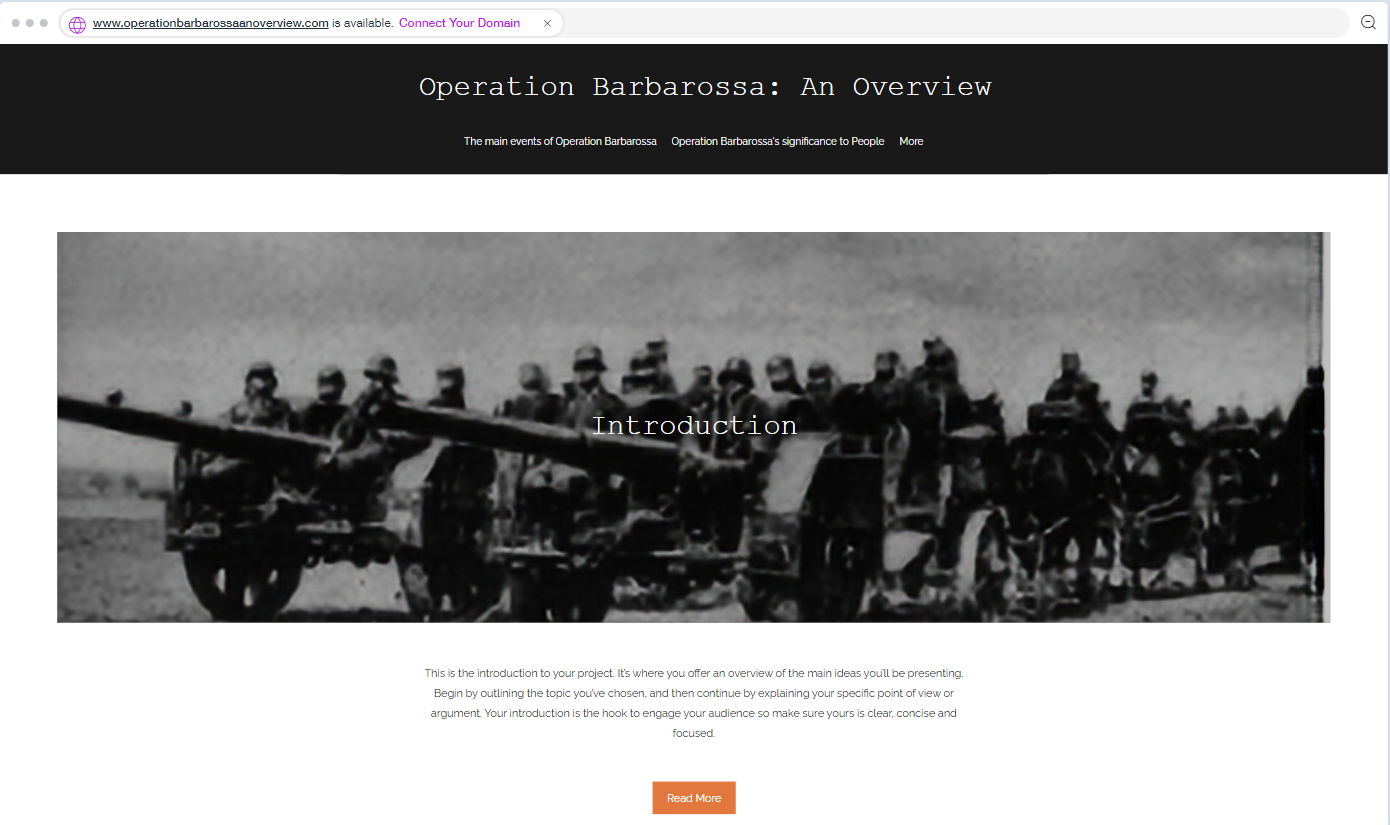 www.operationbarbarossaanoverview.com is available. Connect Your Domain ×
Operation Barbarossa: An Overview
The main events of Operation Barbarossa Operation Barbarossa's significance to People More
Introduction
This is the introduction to your project. It's where you offer an overview of the main ideas you'll be presenting.
Begin by outlining the topic you've chosen, and then continue by explaining your specific point of view or
argument. Your introduction is the hook to engage your audience so make sure yours is clear, concise and
focused.
Read More